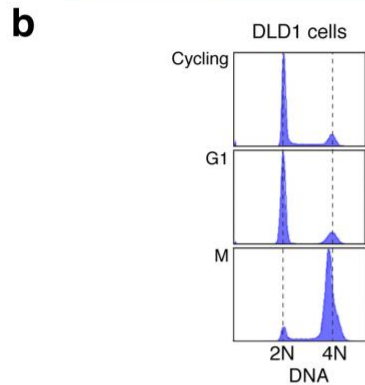 b
DLD1 cells
Cycling
G1
M
2N 4N
DNA